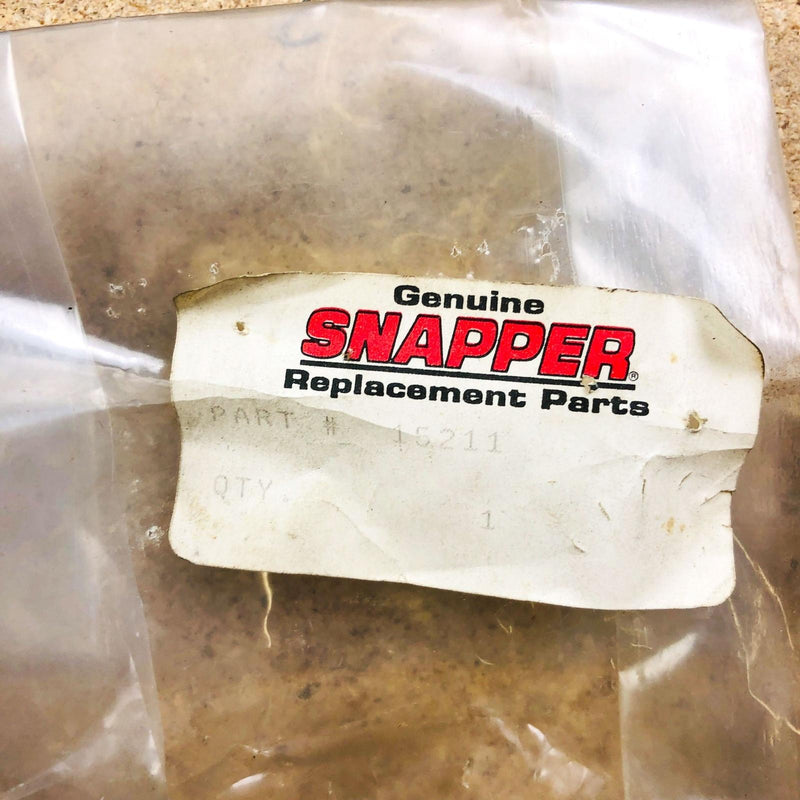 Genuine
SNAPPER®
Replacement Parts
PART # 15211
QTY. 1